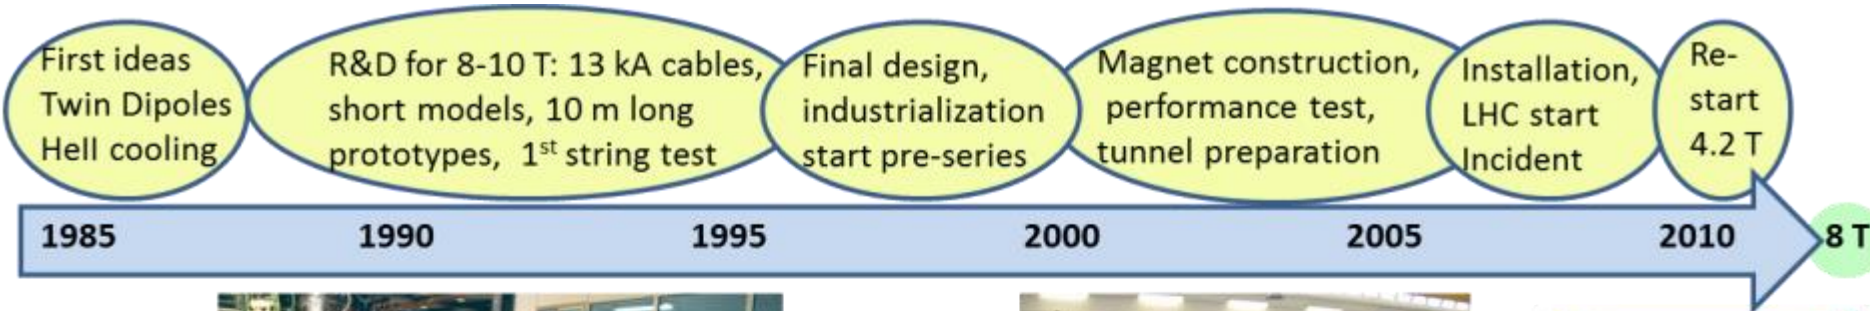 First ideas
Twin Dipoles
HeII cooling
R&D for 8-10 T: 13 kA cables,
short models, 10 m long
prototypes, 1st string test
Final design,
industrialization
start pre-series
Magnet construction,
performance test,
tunnel preparation
Installation,
LHC start
Incident
Re-
start
4.2 T
1985 1990 1995 2000 2005 2010 8 T